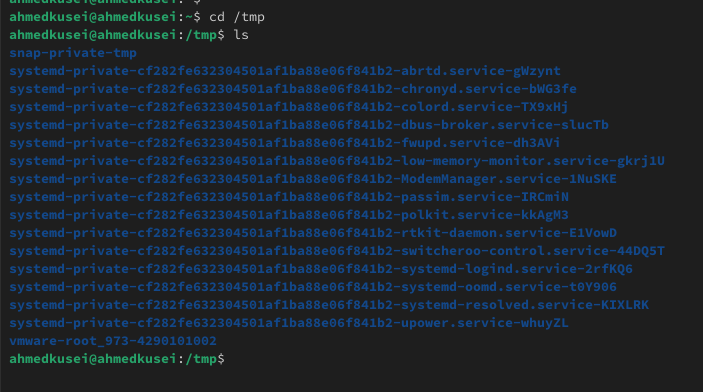 ahmedkusei@ahmedkusei:~$ cd /tmp
ahmedkusei@ahmedkusei:/tmp$ ls
snap-private-tmp
systemd-private-cf282fe632304501af1ba88e06f841b2-abrtd.service-gWzynt
systemd-private-cf282fe632304501af1ba88e06f841b2-chronyd.service-bWG3fe
systemd-private-cf282fe632304501af1ba88e06f841b2-colord.service-TX9xHj
systemd-private-cf282fe632304501af1ba88e06f841b2-dbus-broker.service-slucTb
systemd-private-cf282fe632304501af1ba88e06f841b2-fwupd.service-dh3AVi
systemd-private-cf282fe632304501af1ba88e06f841b2-low-memory-monitor.service-gkrj1U
systemd-private-cf282fe632304501af1ba88e06f841b2-ModemManager.service-1NuSKE
systemd-private-cf282fe632304501af1ba88e06f841b2-passim.service-IRCmiN
systemd-private-cf282fe632304501af1ba88e06f841b2-polkit.service-kkAgM3
systemd-private-cf282fe632304501af1ba88e06f841b2-rtkit-daemon.service-E1VowD
systemd-private-cf282fe632304501af1ba88e06f841b2-switcheroo-control.service-44DQ5T
systemd-private-cf282fe632304501af1ba88e06f841b2-systemd-logind.service-2rfKQ6
systemd-private-cf282fe632304501af1ba88e06f841b2-systemd-oomd.service-t0Y906
systemd-private-cf282fe632304501af1ba88e06f841b2-systemd-resolved.service-KIXLRK
systemd-private-cf282fe632304501af1ba88e06f841b2-upower.service-whuyZL
vmware-root_973-4290101002
ahmedkusei@ahmedkusei:/tmp$